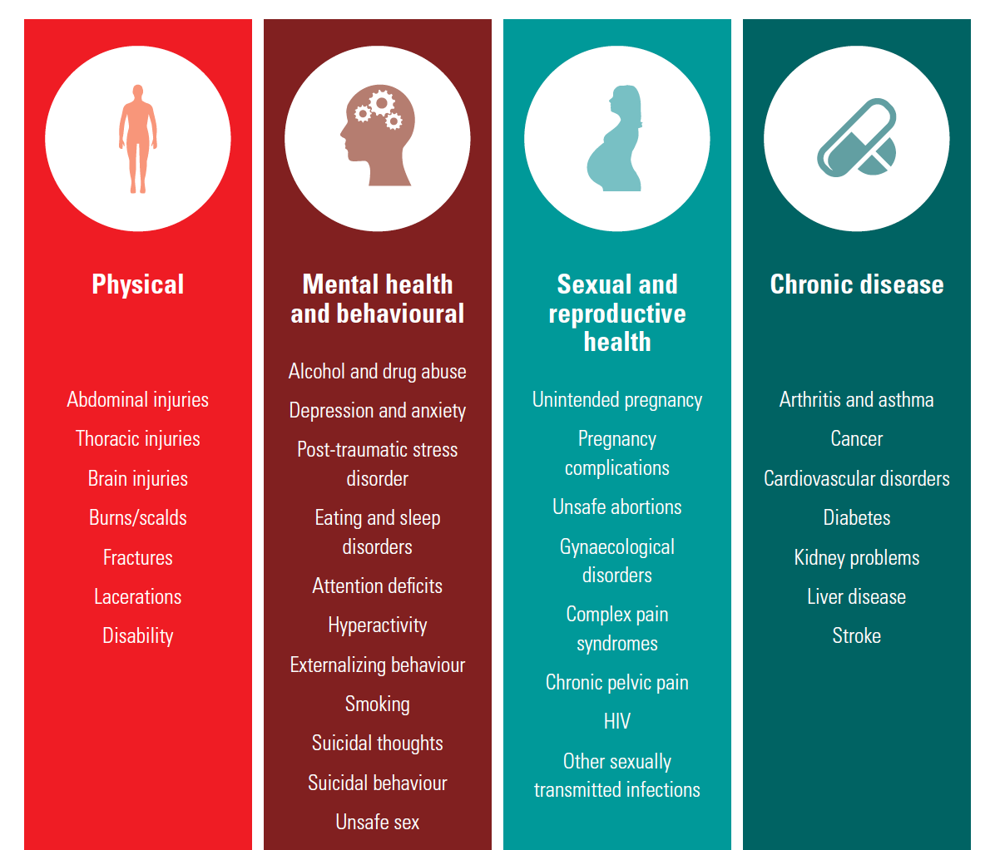 Physical
Abdominal injuries
Thoracic injuries
Brain injuries
Burns/scalds
Fractures
Lacerations
Disability
Mental health
and behavioural
Alcohol and drug abuse
Depression and anxiety
Post-traumatic stress
disorder
Eating and sleep
disorders
Attention deficits
Hyperactivity
Externalizing behaviour
Smoking
Suicidal thoughts
Suicidal behaviour
Unsafe sex
Sexual and
reproductive
health
Unintended pregnancy
Pregnancy
complications
Unsafe abortions
Gynaecological
disorders
Complex pain
syndromes
Chronic pelvic pain
HIV
Other sexually
transmitted infections
Chronic disease
Arthritis and asthma
Cancer
Cardiovascular disorders
Diabetes
Kidney problems
Liver disease
Stroke